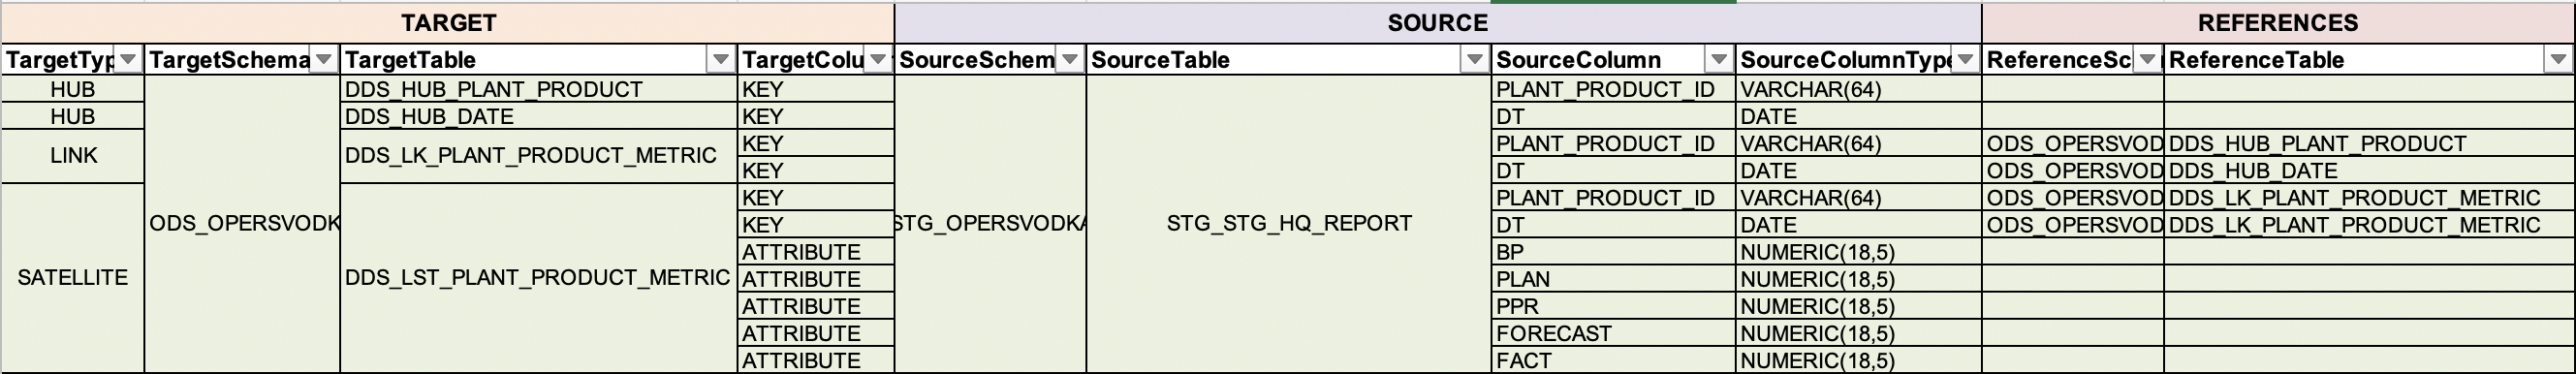 TARGET SOURCE REFERENCES
TargetTyp TargetSchema TargetTable TargetColu SourceSchem SourceTable SourceColumn SourceColumnType ReferenceSc ReferenceTable
HUB DDS_HUB_PLANT_PRODUCT KEY PLANT_PRODUCT_ID VARCHAR(64)
HUB DDS_HUB_DATE KEY DT DATE
LINK DDS_LK_PLANT_PRODUCT_METRIC KEY PLANT_PRODUCT_ID VARCHAR(64) ODS_OPERSVOD DDS_HUB_PLANT_PRODUCT
KEY DT DATE ODS_OPERSVOD DDS_HUB_DATE
KEY PLANT_PRODUCT_ID VARCHAR(64) ODS_OPERSVOD DDS_LK_PLANT_PRODUCT_METRIC
ODS_OPERSVODK KEY STG_OPERSVODKA STG_STG_HQ_REPORT DT DATE ODS_OPERSVOD DDS_LK_PLANT_PRODUCT_METRIC
ATTRIBUTE BP NUMERIC(18,5)
SATELLITE DDS_LST_PLANT_PRODUCT_METRIC ATTRIBUTE PLAN NUMERIC(18,5)
ATTRIBUTE PPR NUMERIC(18,5)
ATTRIBUTE FORECAST NUMERIC(18,5)
ATTRIBUTE FACT NUMERIC(18,5)